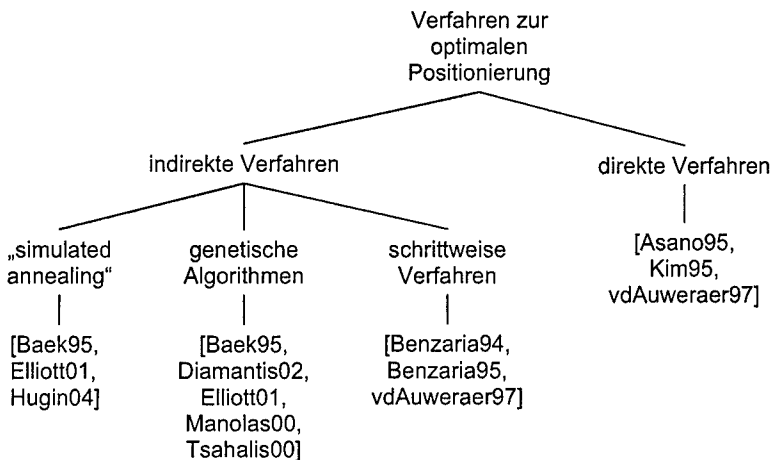 Verfahren zur
optimalen
Positionierung
indirekte Verfahren
direkte Verfahren
„simulated
annealing“
genetische
Algorithmen
schrittweise
Verfahren
[Asano95,
Kim95,
vdAuweraer97]
[Baek95,
Elliott01,
Hugin04]
[Baek95,
Diamantis02,
Elliott01,
Manolas00,
Tsahalis00]
[Benzaria94,
Benzaria95,
vdAuweraer97]